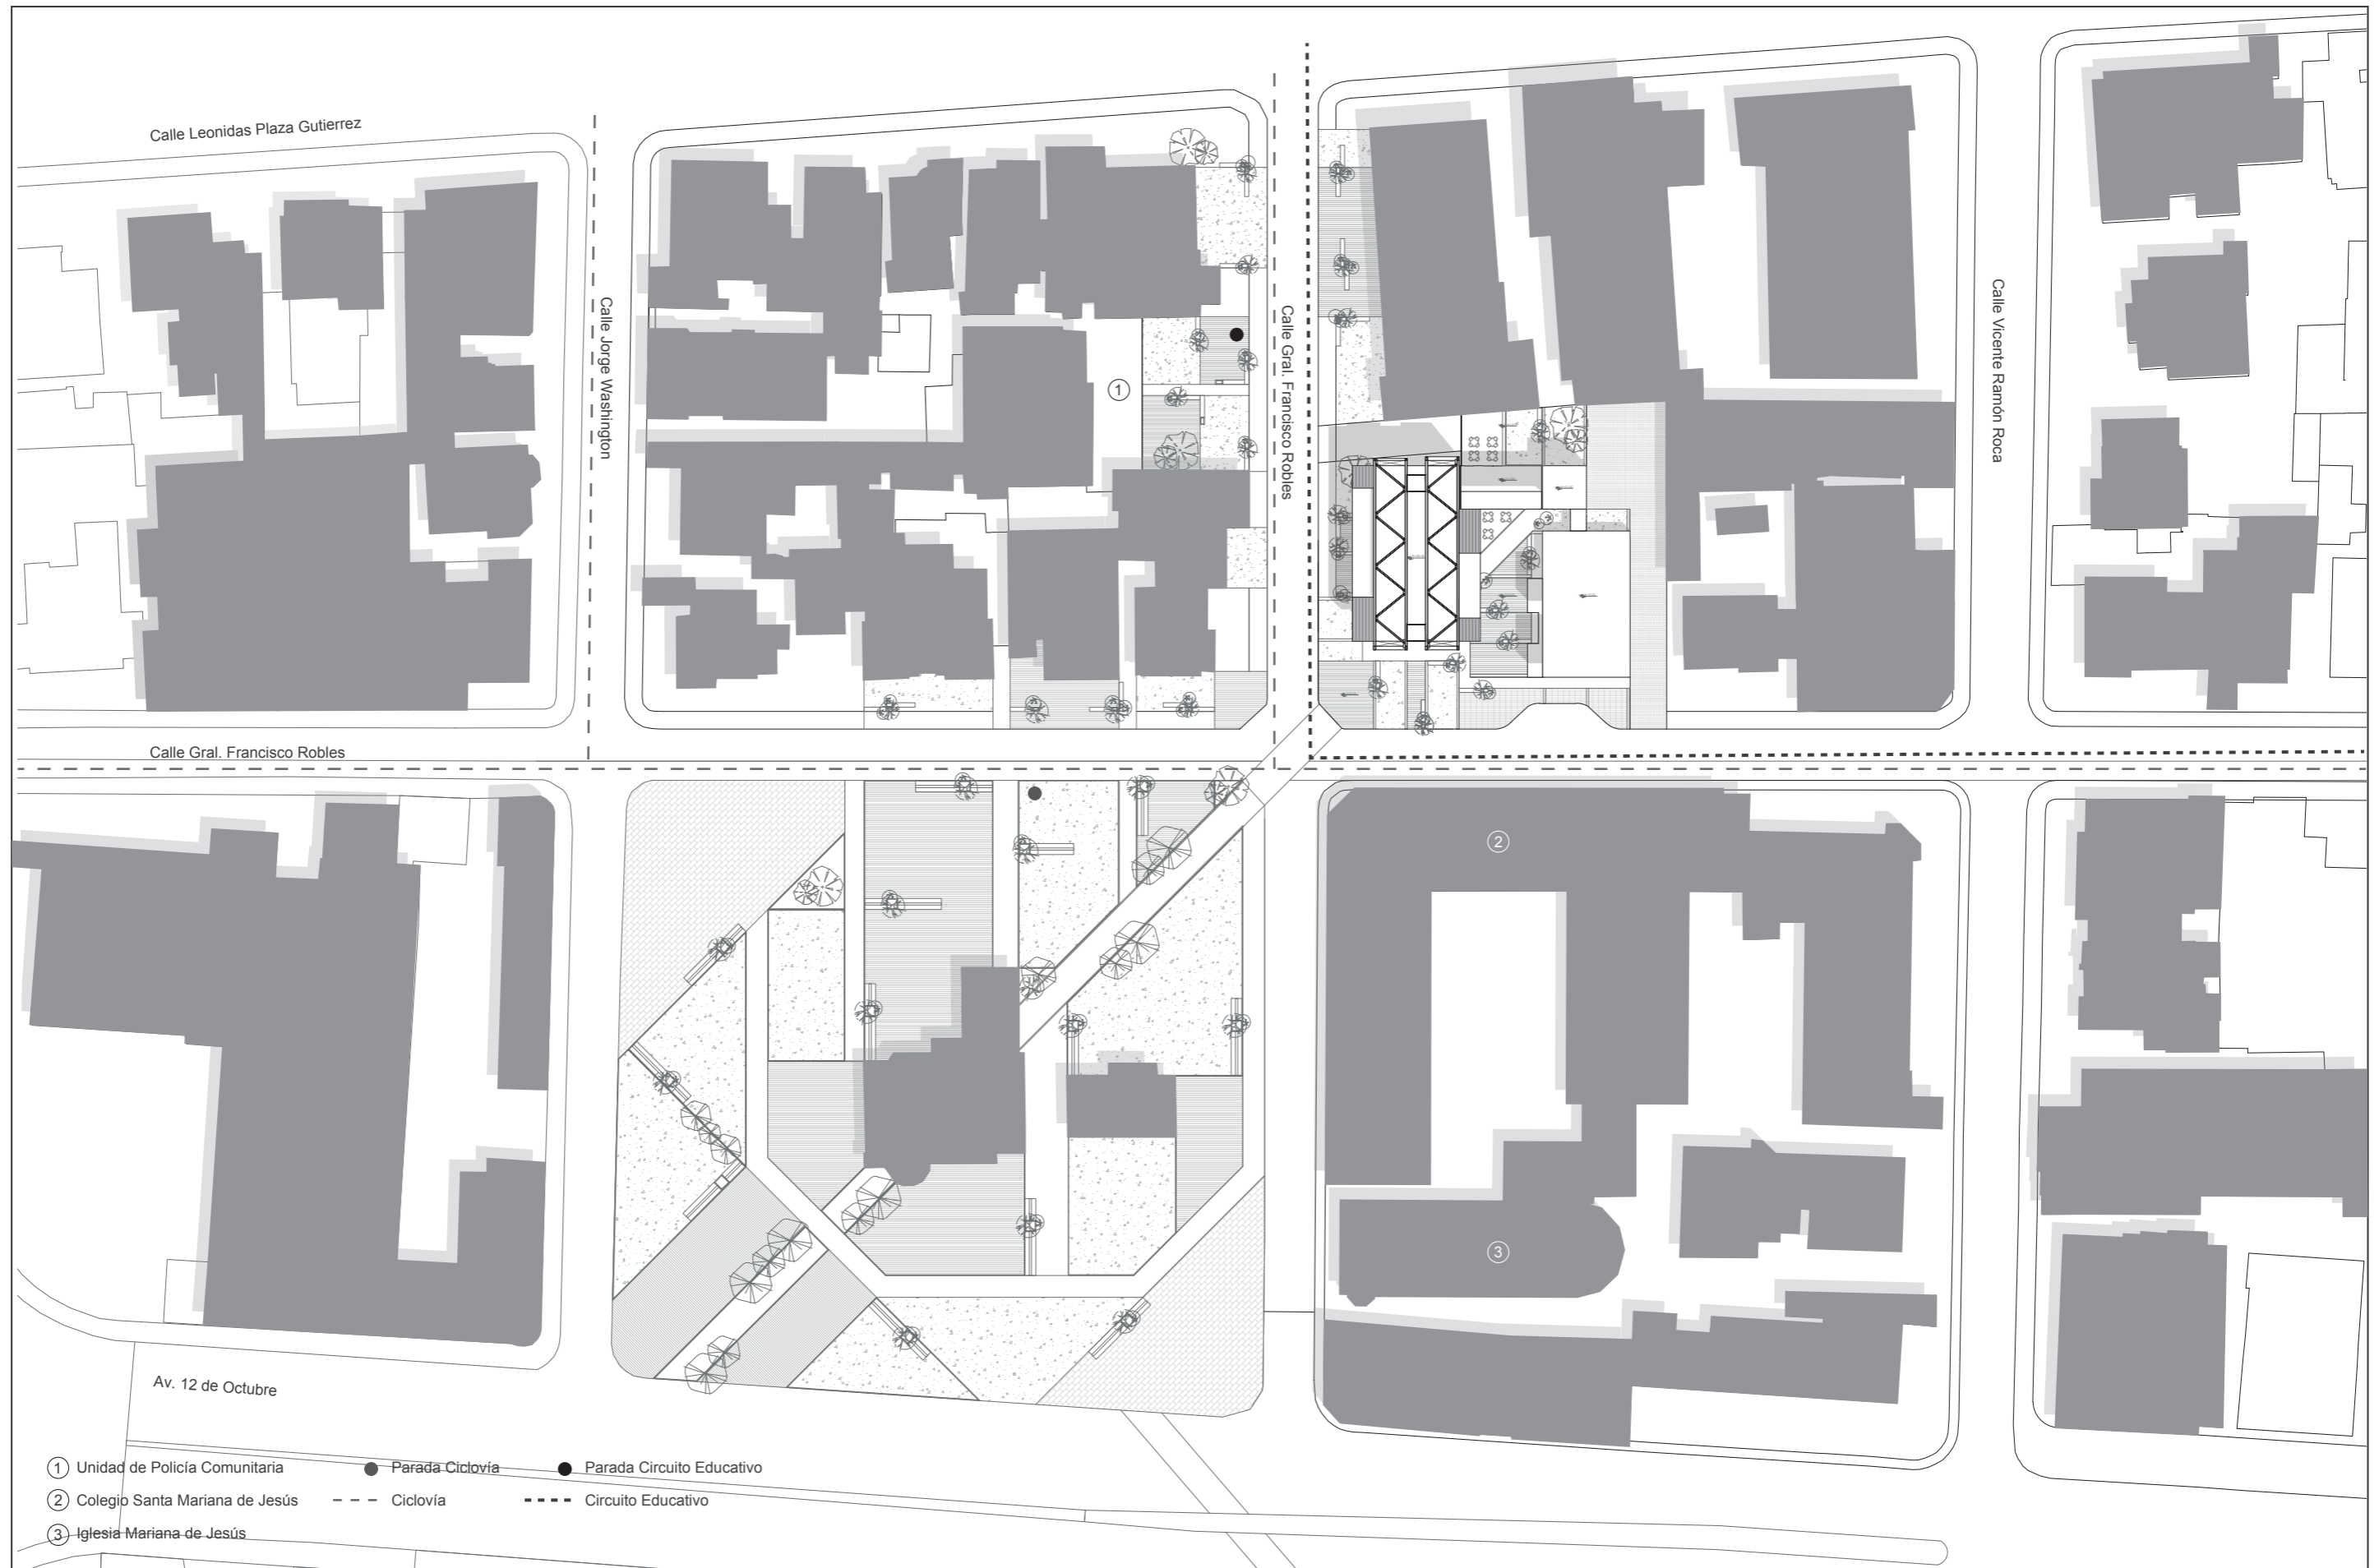 Calle Leonidas Plaza Gutierrez
Calle Jorge Washington
Calle Gral. Francisco Robles
Calle Vicente Ramón Roca
1
Calle Gral. Francisco Robles
2
3
Av. 12 de Octubre
1 Unidad de Policía Comunitaria
Parada Ciclovía
Parada Circuito Educativo
2 Colegio Santa Mariana de Jesús
Ciclovía
Circuito Educativo
3 Iglesia Mariana de Jesús